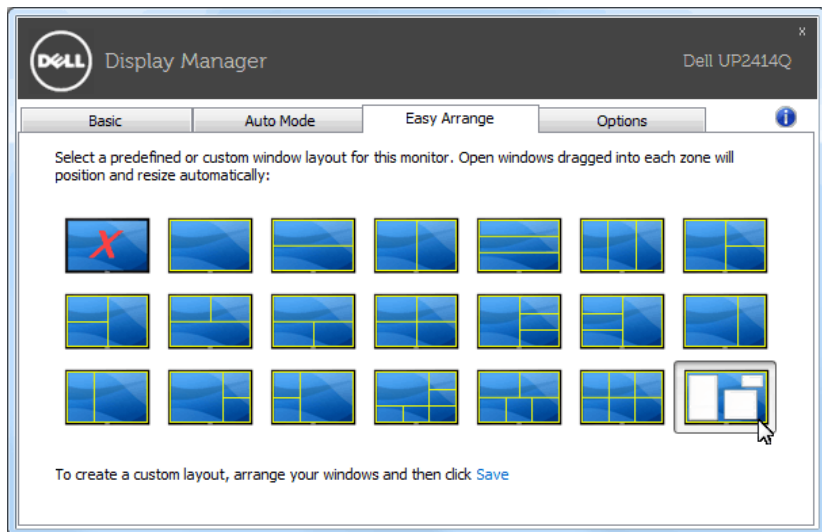 x
DELL Display Manager Dell UP2414Q
Basic Auto Mode Easy Arrange Options i
Select a predefined or custom window layout for this monitor. Open windows dragged into each zone will
position and resize automatically:
X
To create a custom layout, arrange your windows and then click Save